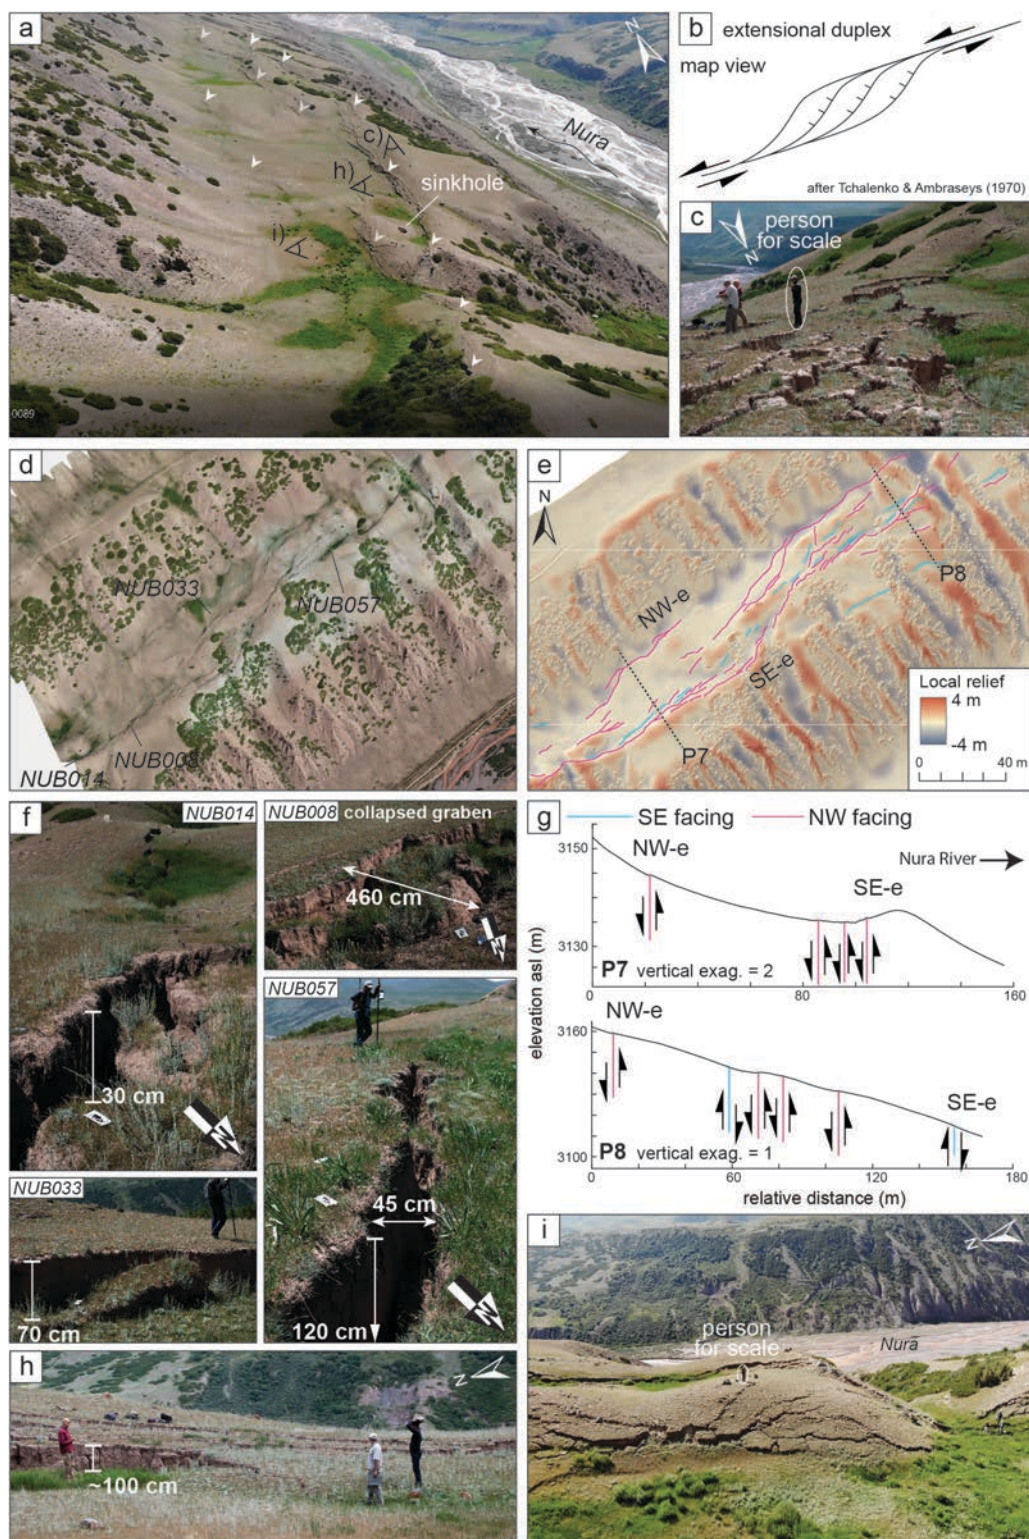 a
N
Nura
c)
h)
sinkhole
i)
0089
b
extensional duplex
map view
after Tchalenko & Ambraseys (1970)
c
N
person
for scale
d
NUB033
NUB057
NUB008
NUB014
e
N
NW-e
SE-e
P8
P7
Local relief
4 m
-4 m
0
40 m
f
NUB014
30 cm
N
NUB008
collapsed graben
460 cm
N
NUB033
70 cm
NUB057
45 cm
120 cm
N
g
SE facing
NW facing
NW-e
Nura River
SE-e
3150
3130
P7 vertical exag. = 2
0
80
160
elevation asl (m)
NW-e
3160
SE-e
3100
P8 vertical exag. = 1
0
60
120
180
relative distance (m)
h
N
~100 cm
i
N
person
for scale
Nura